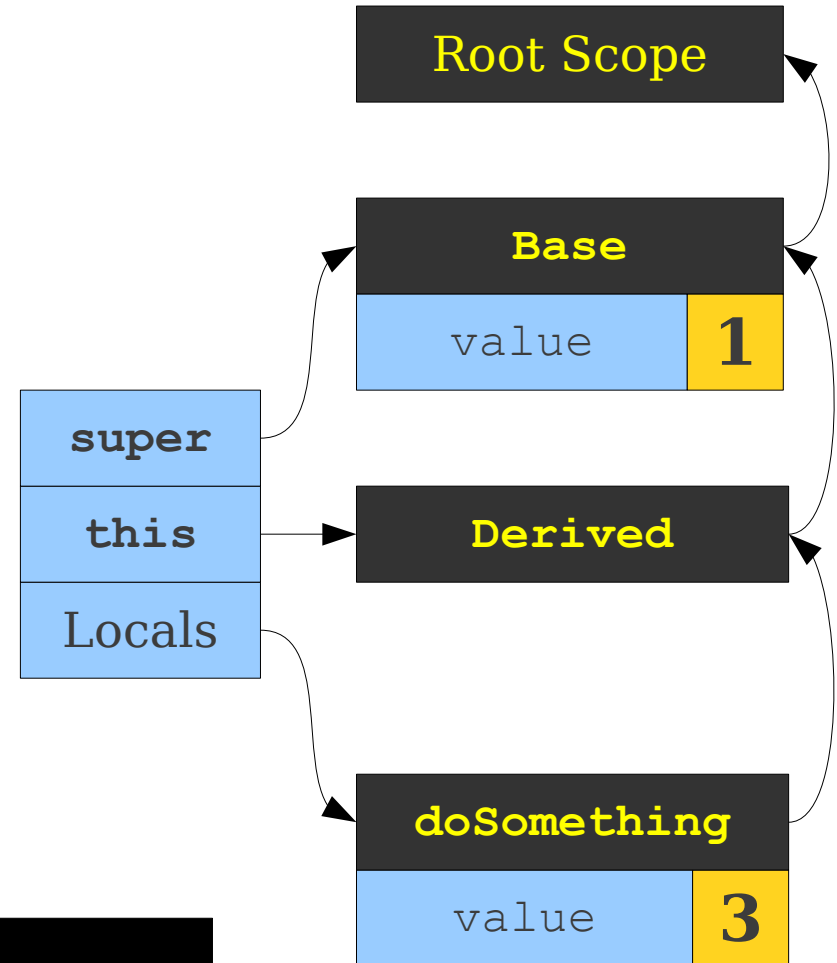 Root Scope
Base
value 1
super
this
Derived
Locals
doSomething
value 3